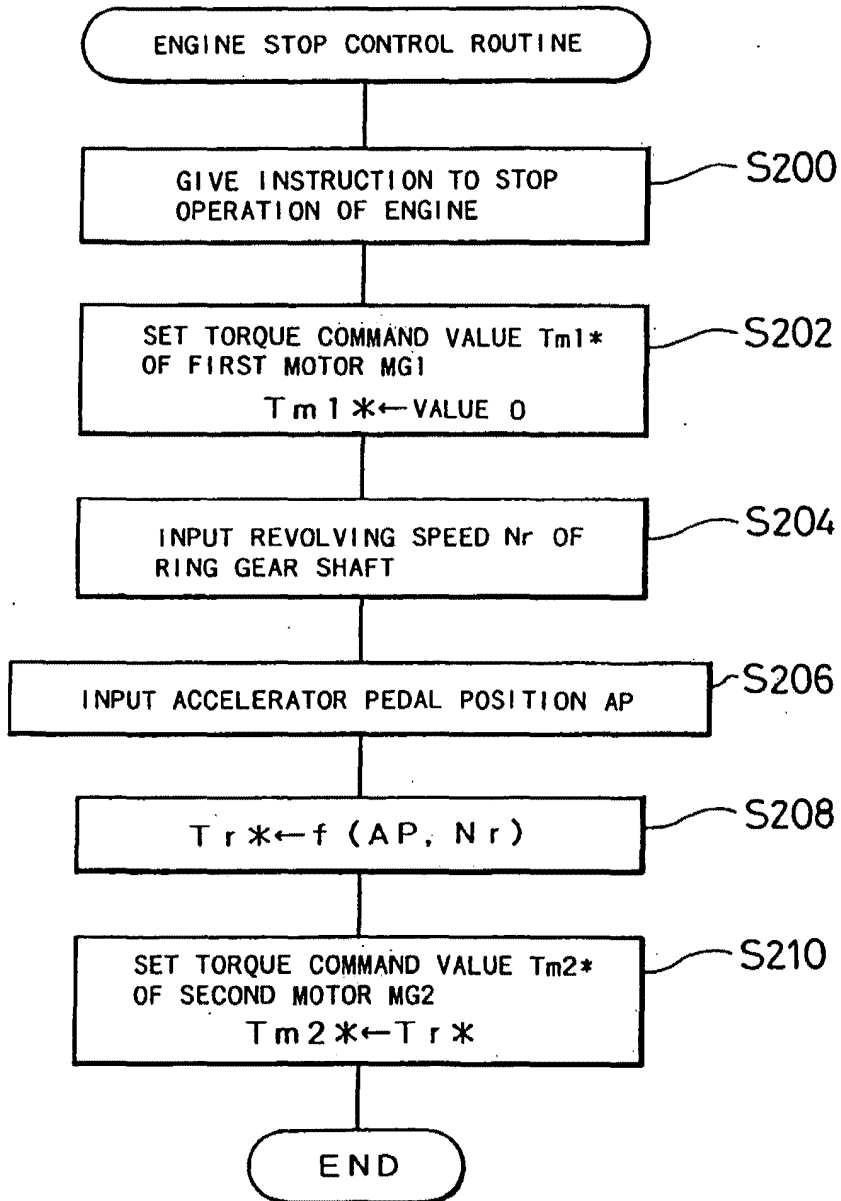 ENGINE STOP CONTROL ROUTINE
GIVE INSTRUCTION TO STOP
OPERATION OF ENGINE
S200
SET TORQUE COMMAND VALUE Tm1*
OF FIRST MOTOR MG1
Tm1*←VALUE 0
S202
INPUT REVOLVING SPEED Nr OF
RING GEAR SHAFT
S204
INPUT ACCELERATOR PEDAL POSITION AP
S206
Tr*←f (AP, Nr)
S208
SET TORQUE COMMAND VALUE Tm2*
OF SECOND MOTOR MG2
Tm2*←Tr*
S210
END